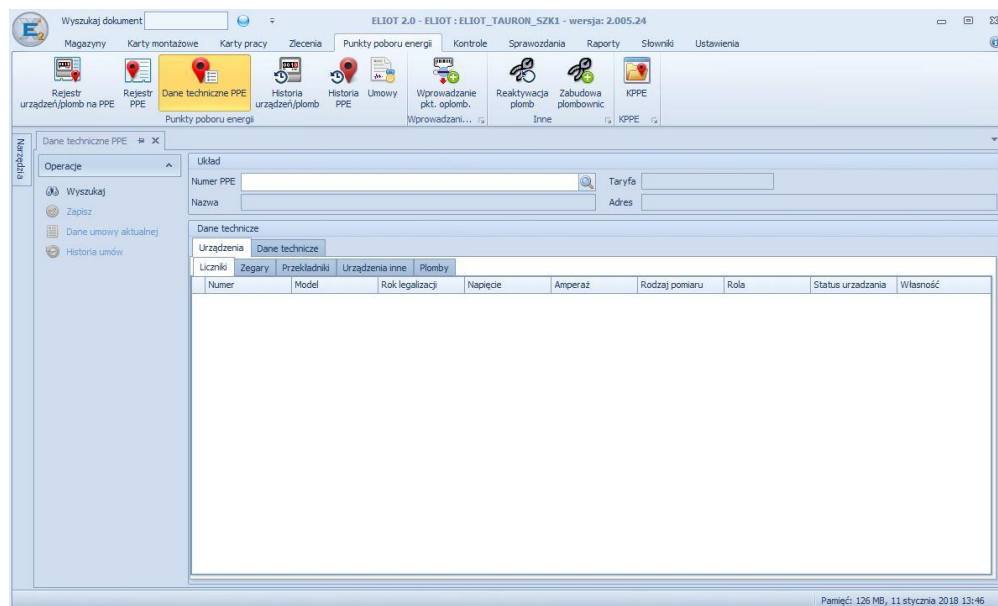 Wyszukaj dokument
ELIOT 2.0 - ELIOT : ELIOT_TAURON_SZK1 - wersja: 2.005.24
E2
Magazyny Karty montażowe Karty pracy Zlecenia Punkty poboru energii Kontrole Sprawozdania Raporty Słowniki Ustawienia
Rejestr urządzeń/plomb na PPE
Rejestr PPE
Dane techniczne PPE
Historia urządzeń/plomb
Historia PPE
Umowy
Wprowadzanie pkt. oplomb.
Reaktywacja plomb
Zabudowa plombownic
KPPE
Punkty poboru energii
Wprowadzani...
Inne
KPPE
Narzędzia
Dane techniczne PPE
Operacje
Wyszukaj
Zapisz
Dane umowy aktualnej
Historia umów
Układ
Numer PPE
Taryfa
Nazwa
Adres
Dane technicze
Urządzenia Dane technicze
Liczniki Zegary Przekładniki Urządzenia inne Plomby
Numer Model Rok legalizacji Napięcie Amperaż Rodzaj pomiaru Rola Status urzadzania Własność
Pamięć: 126 MB, 11 stycznia 2018 13:46